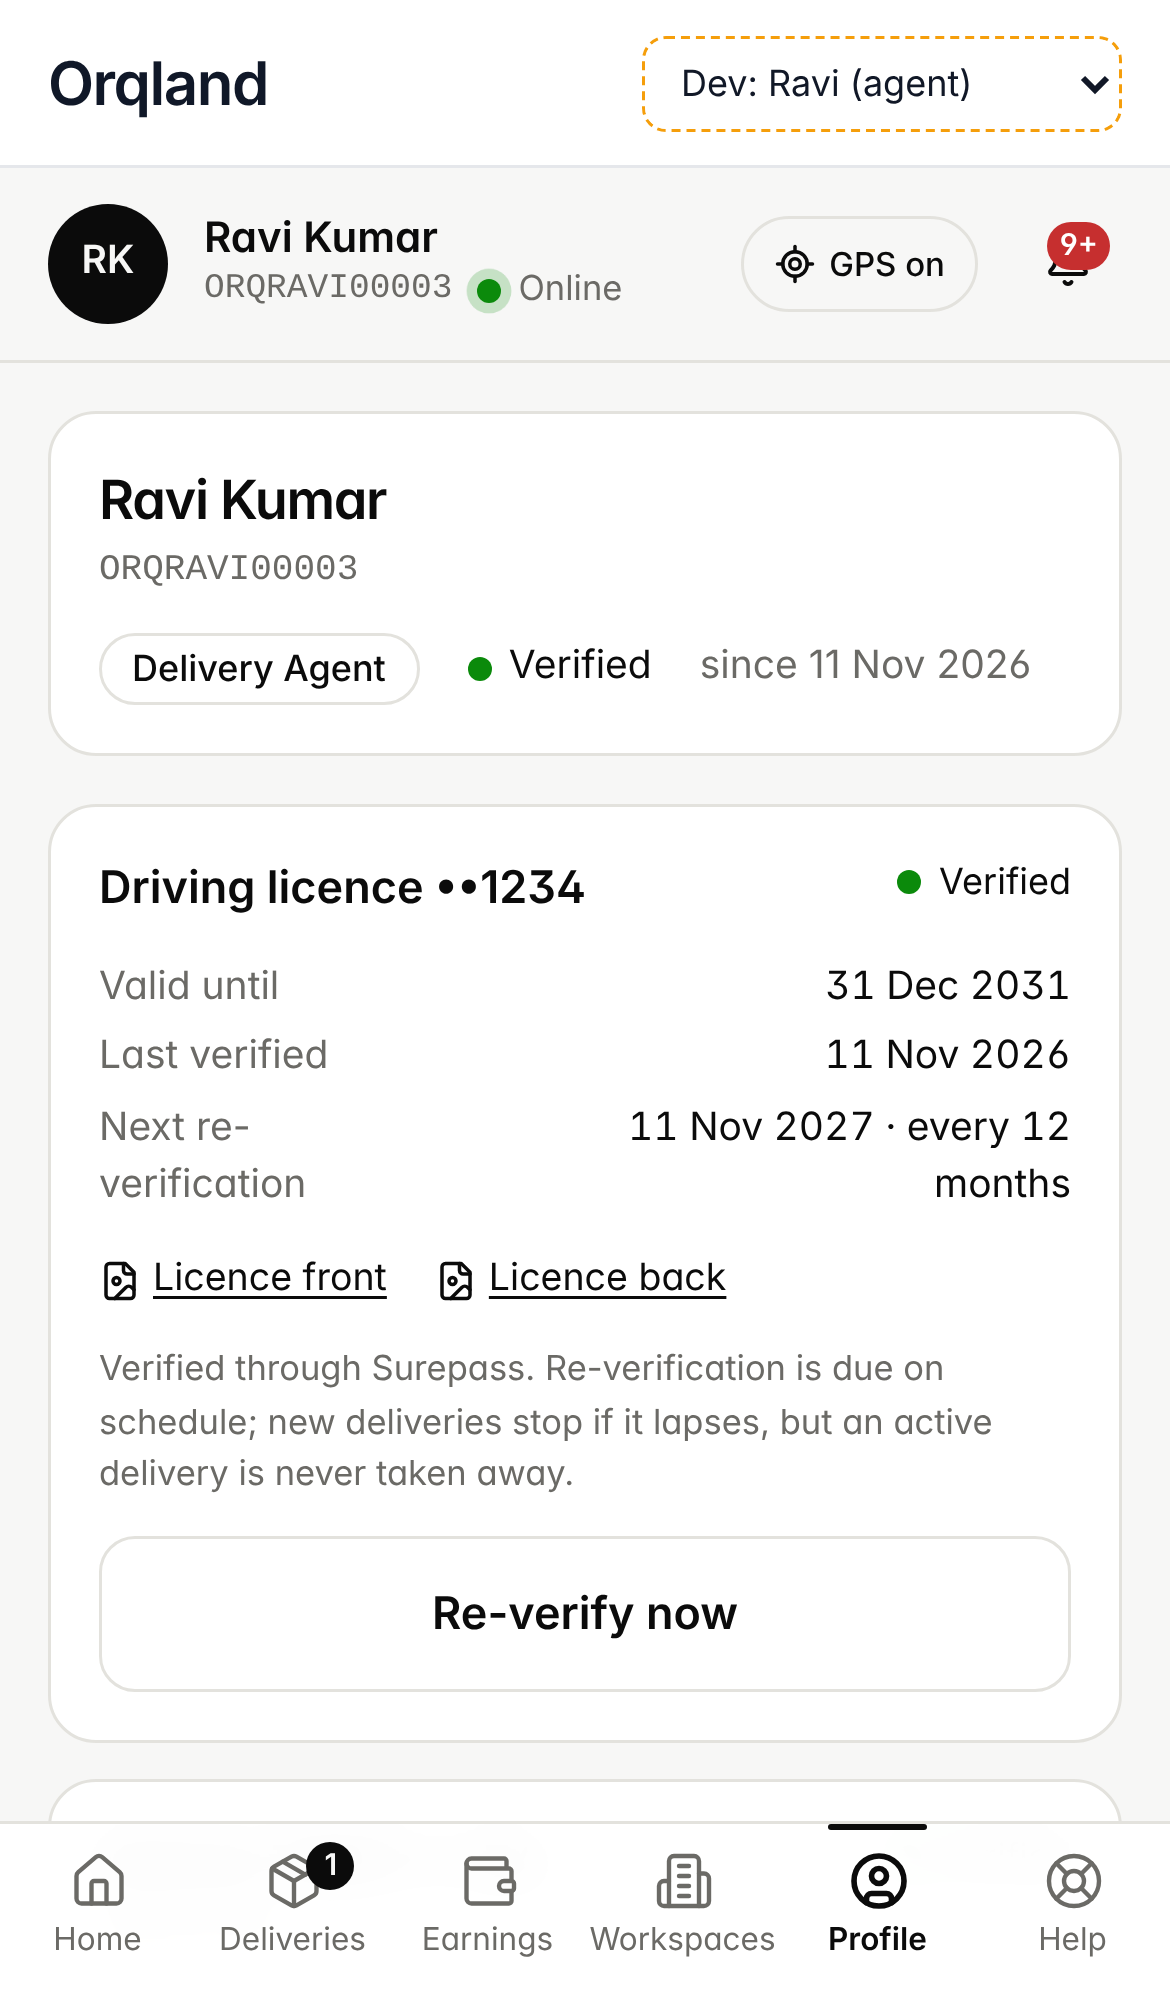 Orqland
Dev: Ravi (agent)
RK
Ravi Kumar
ORQRAVI00003
Online
GPS on
9+
Ravi Kumar
ORQRAVI00003
Delivery Agent
Verified
since 11 Nov 2026
Driving licence ••1234
Verified
Valid until
31 Dec 2031
Last verified
11 Nov 2026
Next re-
verification
11 Nov 2027 · every 12
months
Licence front
Licence back
Verified through Surepass. Re-verification is due on
schedule; new deliveries stop if it lapses, but an active
delivery is never taken away.
Re-verify now
1
Home
Deliveries
Earnings
Workspaces
Profile
Help